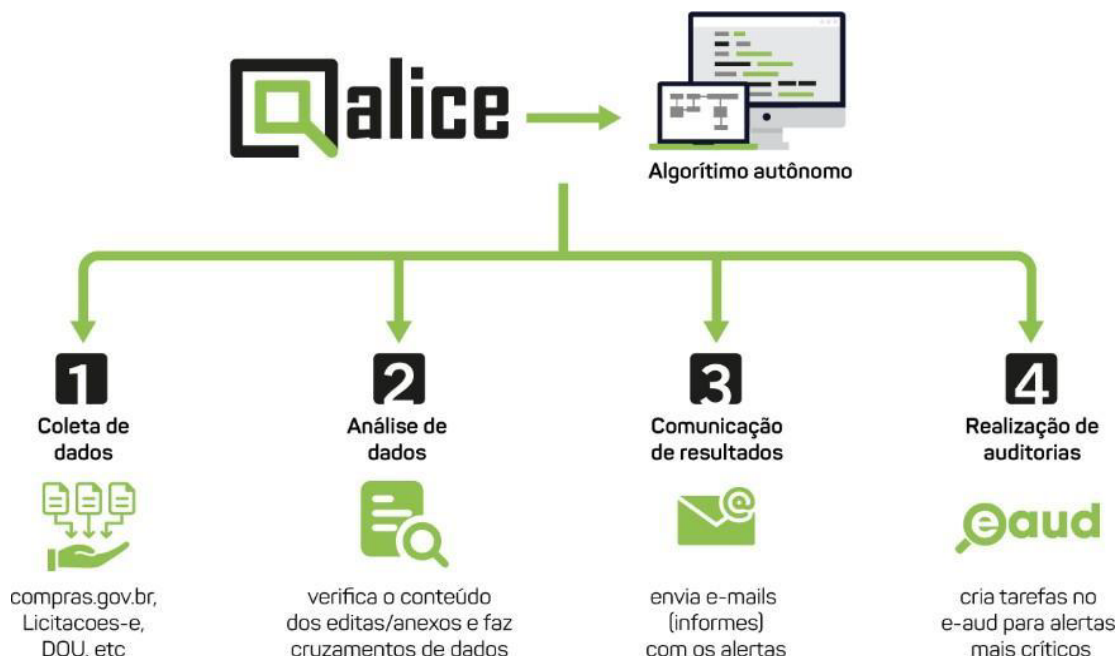 alice
Algorítimo autônomo
1
Coleta de
dados
compras.gov.br,
Licitacoes-e,
DOU, etc
2
Análise de
dados
verifica o conteúdo
dos editas/anexos e faz
cruzamentos de dados
3
Comunicação
de resultados
@
envia e-mails
(informes)
com os alertas
4
Realização de
auditorias
eaud
cria tarefas no
e-aud para alertas
mais críticos